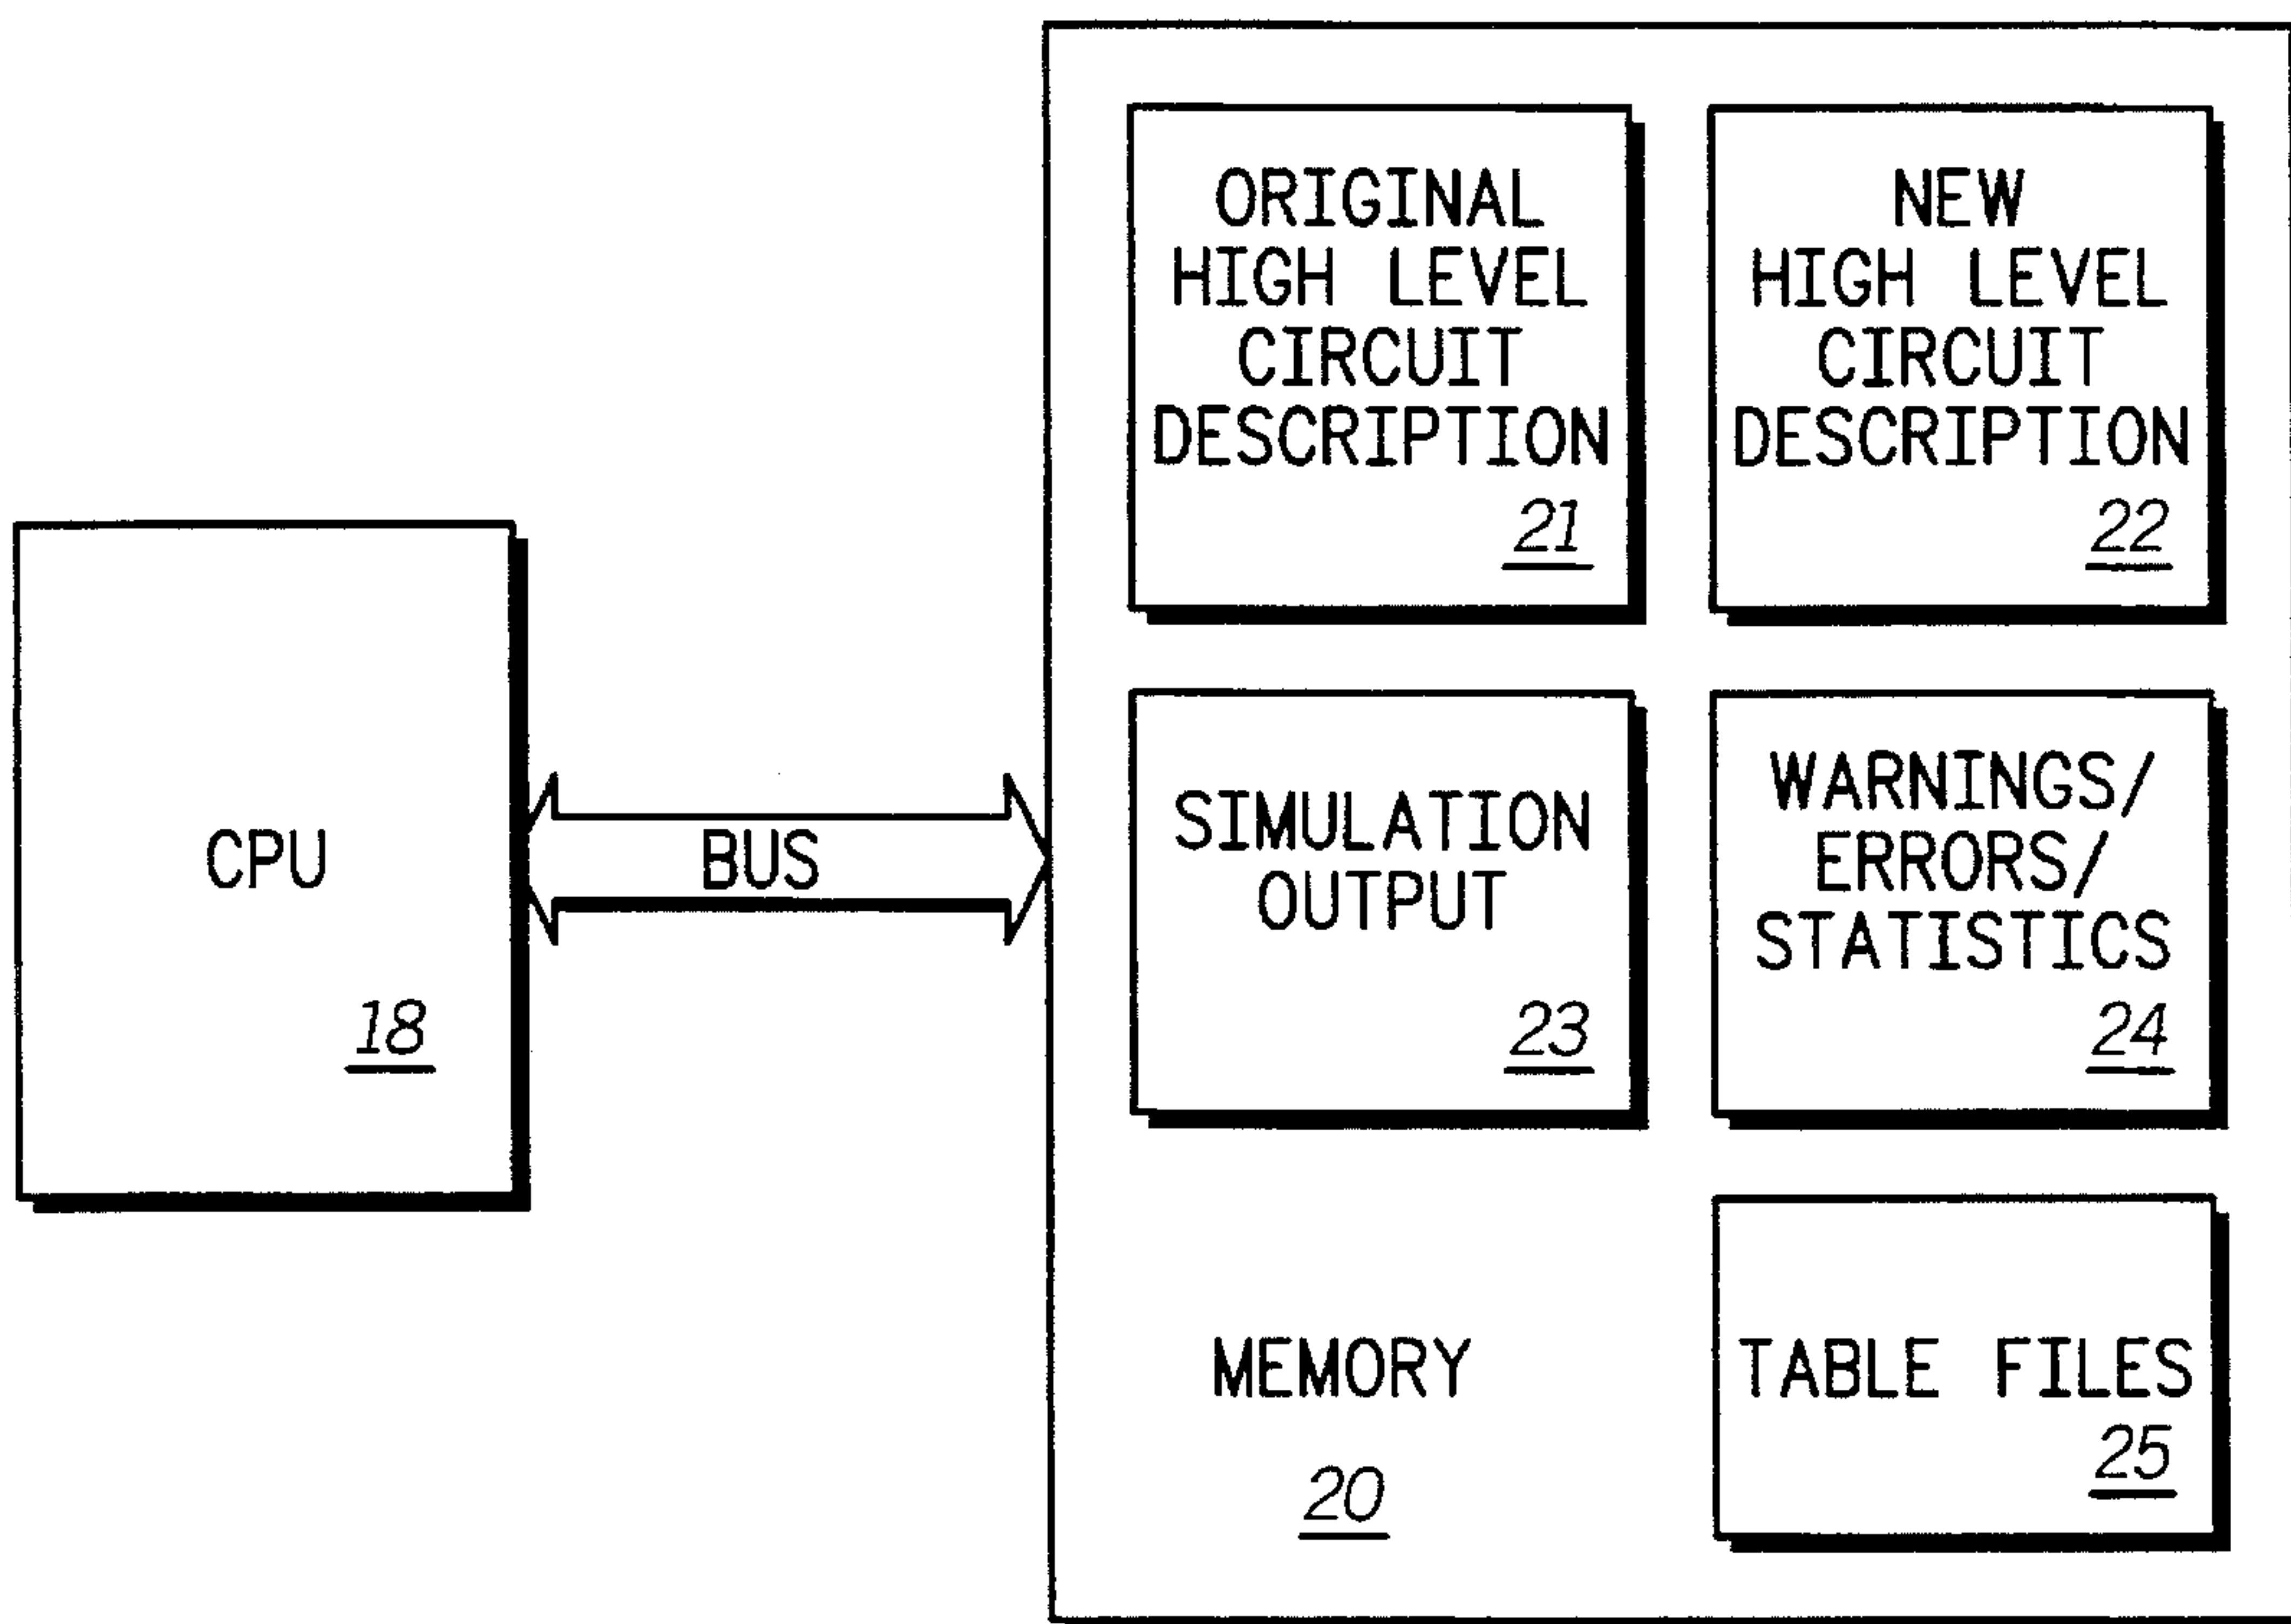 CPU
18
BUS
ORIGINAL
HIGH LEVEL
CIRCUIT
DESCRIPTION
21
NEW
HIGH LEVEL
CIRCUIT
DESCRIPTION
22
SIMULATION
OUTPUT
23
WARNINGS/
ERRORS/
STATISTICS
24
MEMORY
20
TABLE FILES
25